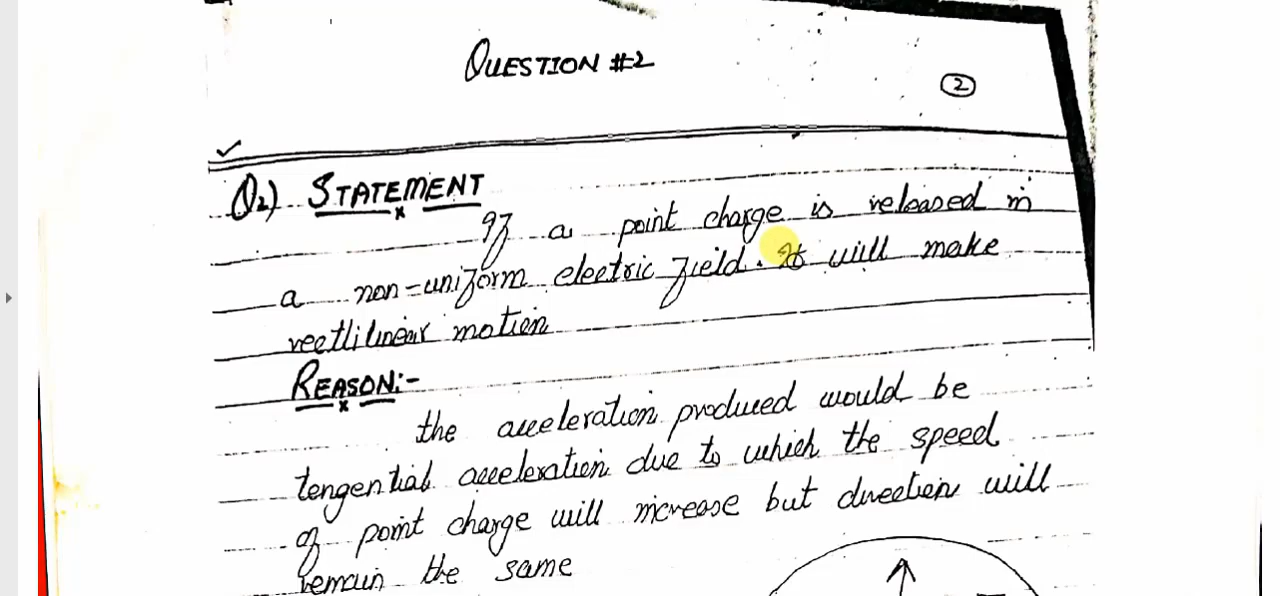 QUESTION #2
2
Q2) STATEMENT
If a point charge is released in
a non-uniform electric field. It will make
rectlilinear motion
REASON:-
the acceleration produced would be
tengential acceleration due to which the speed
of point charge will increase but direction will
remain the same